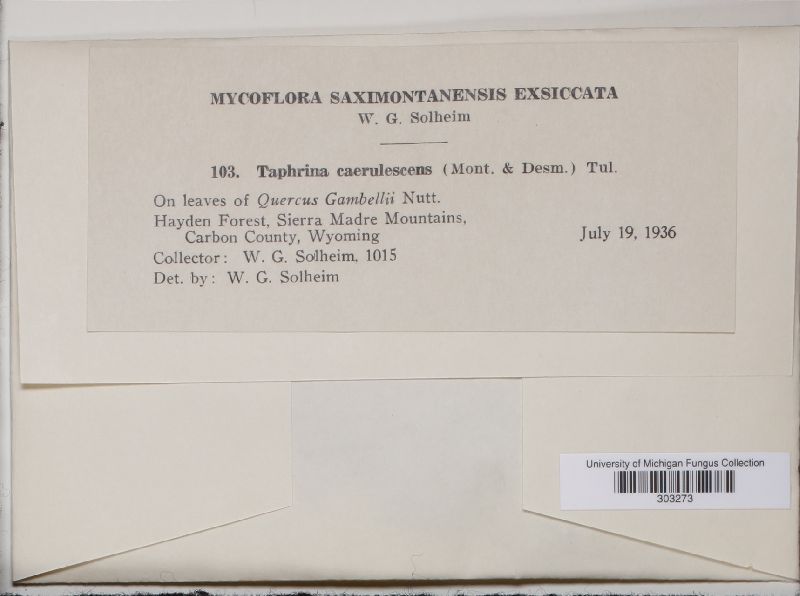 MYCOFLORA SAXIMONTANENSIS EXSICCATA
W. G. Solheim
103. Taphrina caerulescens (Mont. & Desm.) Tul.
On leaves of Quercus Gambellii Nutt.
Hayden Forest, Sierra Madre Mountains,
Carbon County, Wyoming July 19, 1936
Collector: W. G. Solheim, 1015
Det. by: W. G. Solheim
University of Michigan Fungus Collection
303273